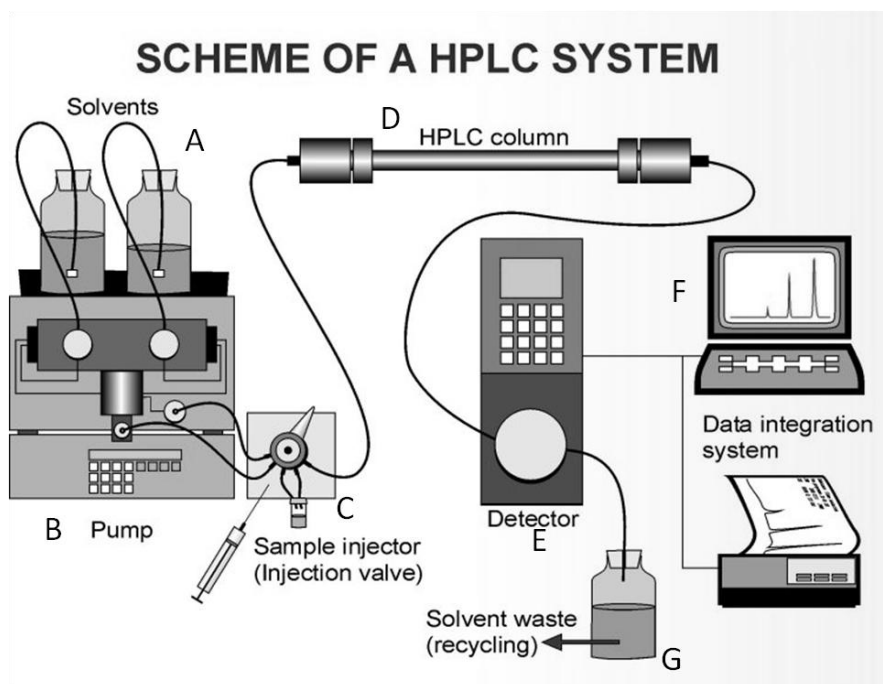 SCHEME OF A HPLC SYSTEM
Solvents
A
D
HPLC column
F
Data integration
system
B
Pump
C
Sample injector
(Injection valve)
Detector
E
Solvent waste
(recycling)
G